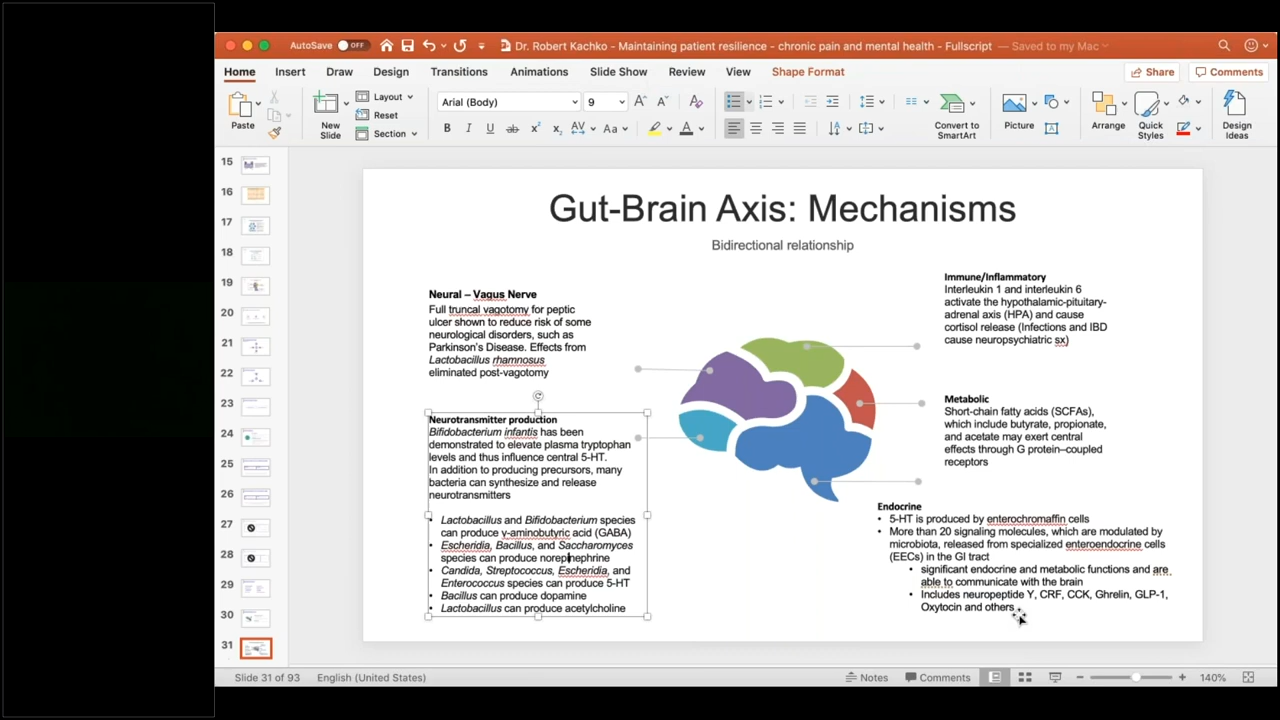 AutoSave OFF Dr. Robert Kachko - Maintaining patient resilience - chronic pain and mental health - Fullscript — Saved to my Mac
Home Insert Draw Design Transitions Animations Slide Show Review View Shape Format Share Comments
Paste
New
Slide
Layout
Reset
Section
Arial (Body) 9
B I U ab x² x₂ AV Aa A
Convert to
SmartArt
Picture
Arrange
Quick
Styles
Design
Ideas
15
16
17
18
19
20
21
22
23
24
25
26
27
28
29
30
31
Gut-Brain Axis: Mechanisms
Bidirectional relationship
Neural – Vagus Nerve
Full truncal vagotomy for peptic
ulcer shown to reduce risk of some
neurological disorders, such as
Parkinson's Disease. Effects from
Lactobacillus rhamnosus
eliminated post-vagotomy
Neurotransmitter production
Bifidobacterium infantis has been
demonstrated to elevate plasma tryptophan
levels and thus influence central 5-HT.
In addition to producing precursors, many
bacteria can synthesize and release
neurotransmitters
• Lactobacillus and Bifidobacterium species
can produce γ-aminobutyric acid (GABA)
• Escheridia, Bacillus, and Saccharomyces
species can produce norepinephrine
• Candida, Streptococcus, Escheridia, and
Enterococcus species can produce 5-HT
• Bacillus can produce dopamine
• Lactobacillus can produce acetylcholine
Immune/Inflammatory
Interleukin 1 and interleukin 6
activate the hypothalamic-pituitary-
adrenal axis (HPA) and cause
cortisol release (Infections and IBD
cause neuropsychiatric sx)
Metabolic
Short-chain fatty acids (SCFAs),
which include butyrate, propionate,
and acetate may exert central
effects through G protein–coupled
receptors
Endocrine
• 5-HT is produced by enterochromaffin cells
• More than 20 signaling molecules, which are modulated by
microbiota, released from specialized enteroendocrine cells
(EECs) in the GI tract
• significant endocrine and metabolic functions and are
able to communicate with the brain
• Includes neuropeptide Y, CRF, CCK, Ghrelin, GLP-1,
Oxytocin and others
Slide 31 of 93 English (United States) Notes Comments 140%